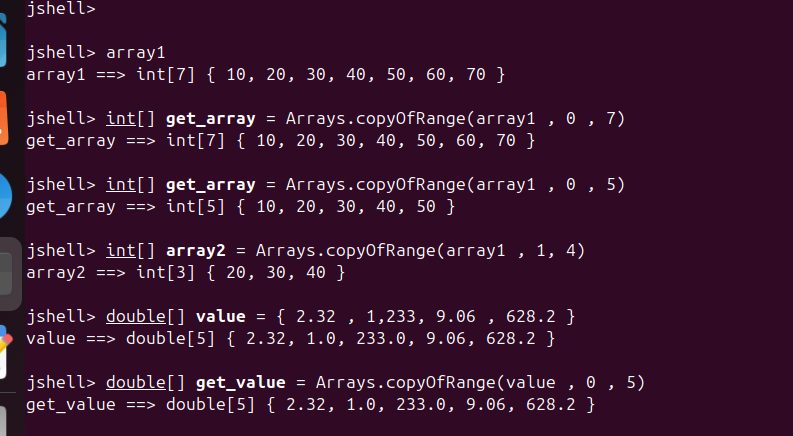 jshell>
jshell> array1
array1 ==> int[7] { 10, 20, 30, 40, 50, 60, 70 }
jshell> int[] get_array = Arrays.copyOfRange(array1 , 0 , 7)
get_array ==> int[7] { 10, 20, 30, 40, 50, 60, 70 }
jshell> int[] get_array = Arrays.copyOfRange(array1 , 0 , 5)
get_array ==> int[5] { 10, 20, 30, 40, 50 }
jshell> int[] array2 = Arrays.copyOfRange(array1 , 1, 4)
array2 ==> int[3] { 20, 30, 40 }
jshell> double[] value = { 2.32 , 1,233, 9.06 , 628.2 }
value ==> double[5] { 2.32, 1.0, 233.0, 9.06, 628.2 }
jshell> double[] get_value = Arrays.copyOfRange(value , 0 , 5)
get_value ==> double[5] { 2.32, 1.0, 233.0, 9.06, 628.2 }